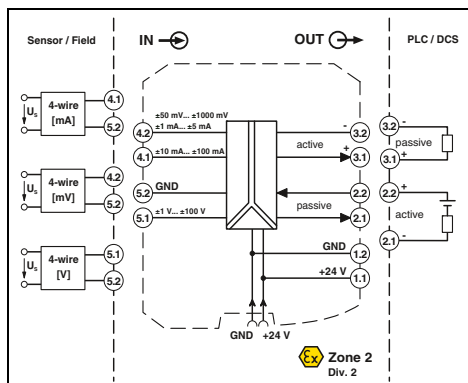 Sensor / Field
IN
OUT
PLC / DCS
Us
4-wire
[mA]
4.1
5.2
Us
4-wire
[mV]
4.2
5.2
Us
4-wire
[V]
5.1
5.2
±50 mV... ±1000 mV
4.2
±1 mA... ±5 mA
4.1
±10 mA... ±100 mA
5.2
GND
5.1
±1 V... ±100 V
-
3.2
active
+
3.1
2.2
passive
2.1
GND
1.2
+24 V
1.1
GND
+24 V
3.2
-
passive
3.1
+
2.2
+
active
2.1
-
Ex
Zone 2
Div. 2